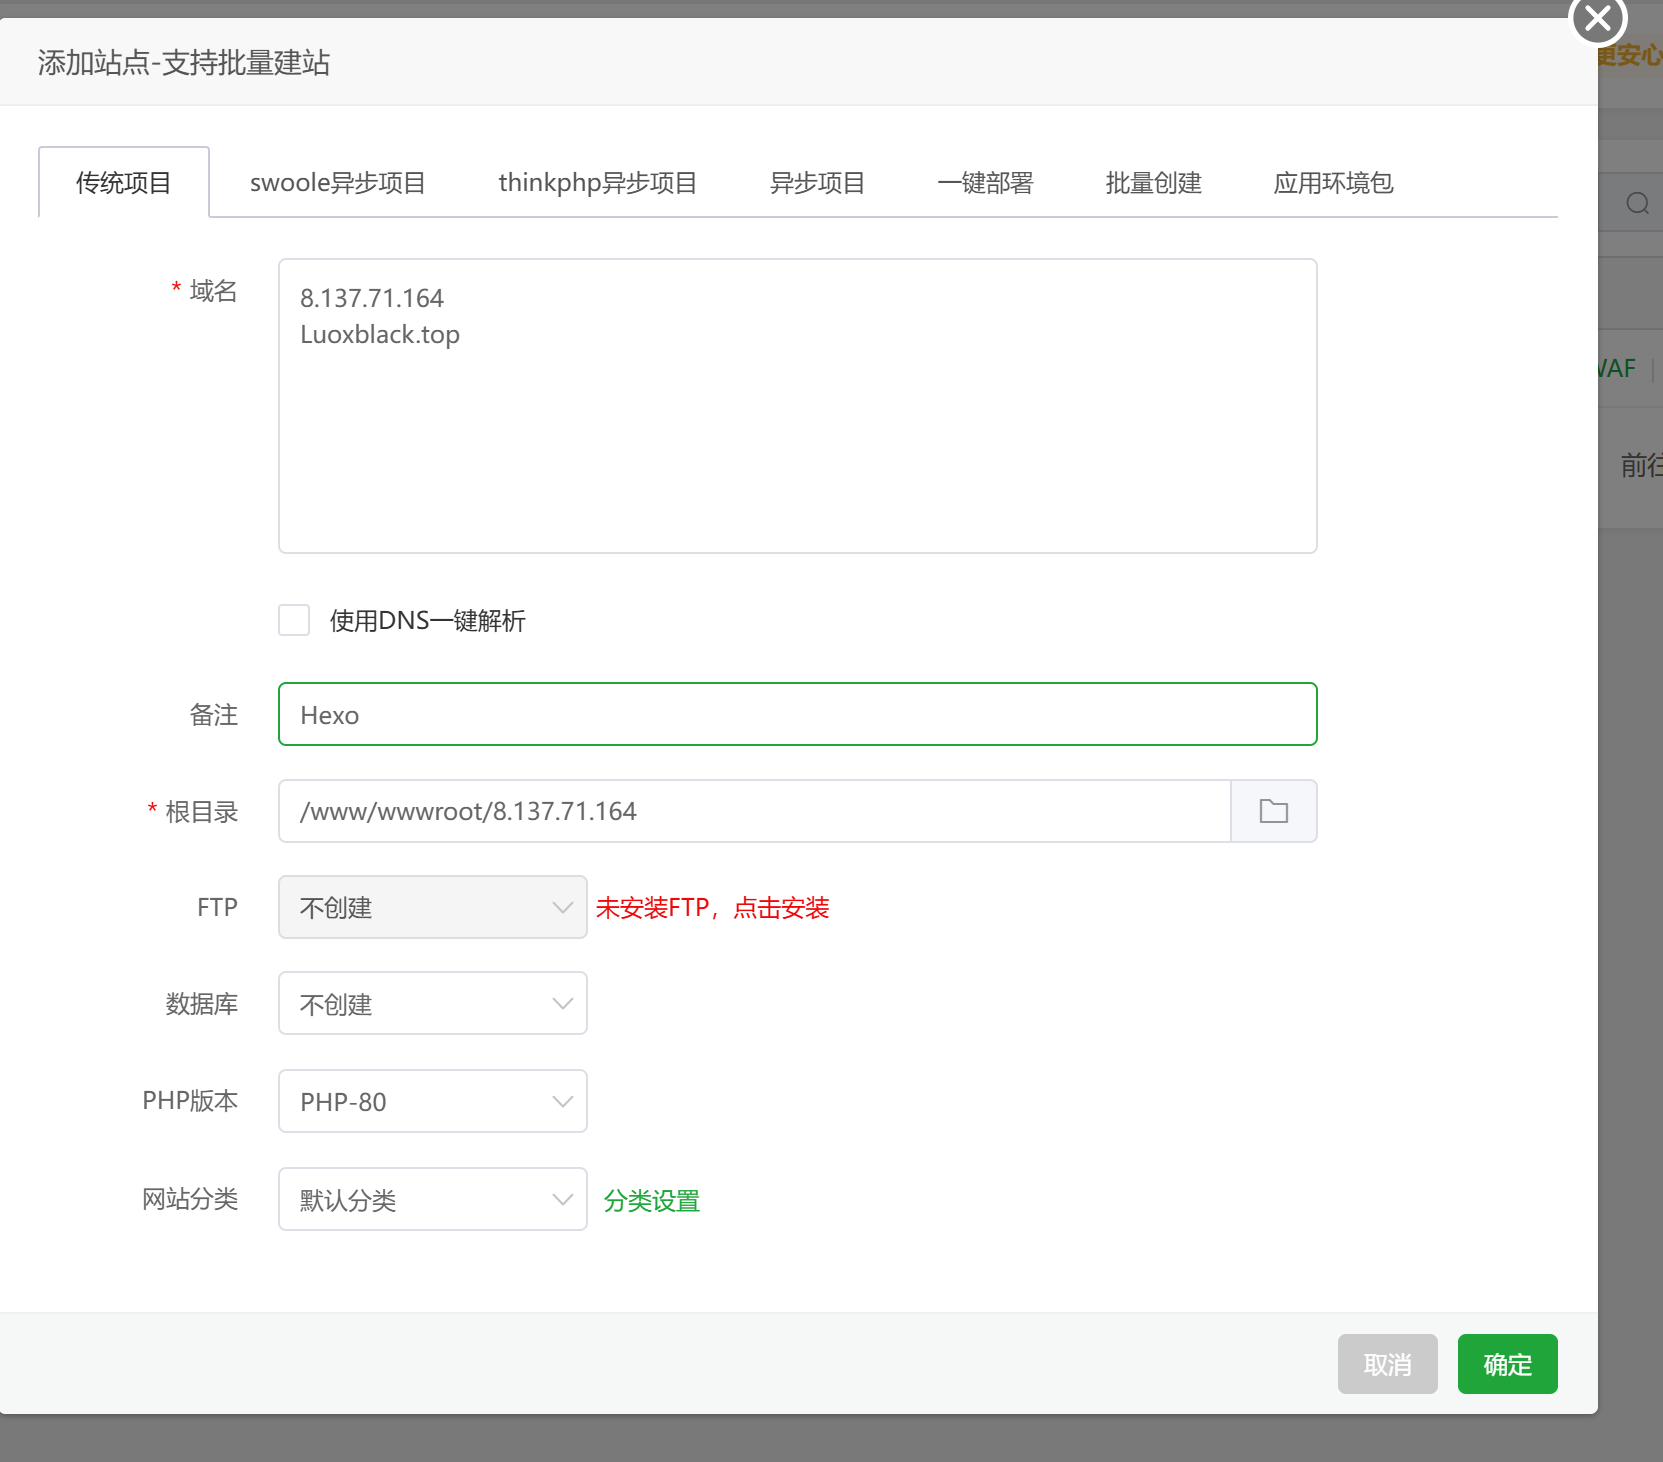 更安心
添加站点-支持批量建站
传统项目
swoole异步项目
thinkphp异步项目
异步项目
一键部署
批量创建
应用环境包
* 域名
8.137.71.164
Luoxblack.top
使用DNS一键解析
备注
Hexo
* 根目录
/www/wwwroot/8.137.71.164
FTP
不创建
未安装FTP，点击安装
数据库
不创建
PHP版本
PHP-80
网站分类
默认分类
分类设置
取消
确定
WAF
前往